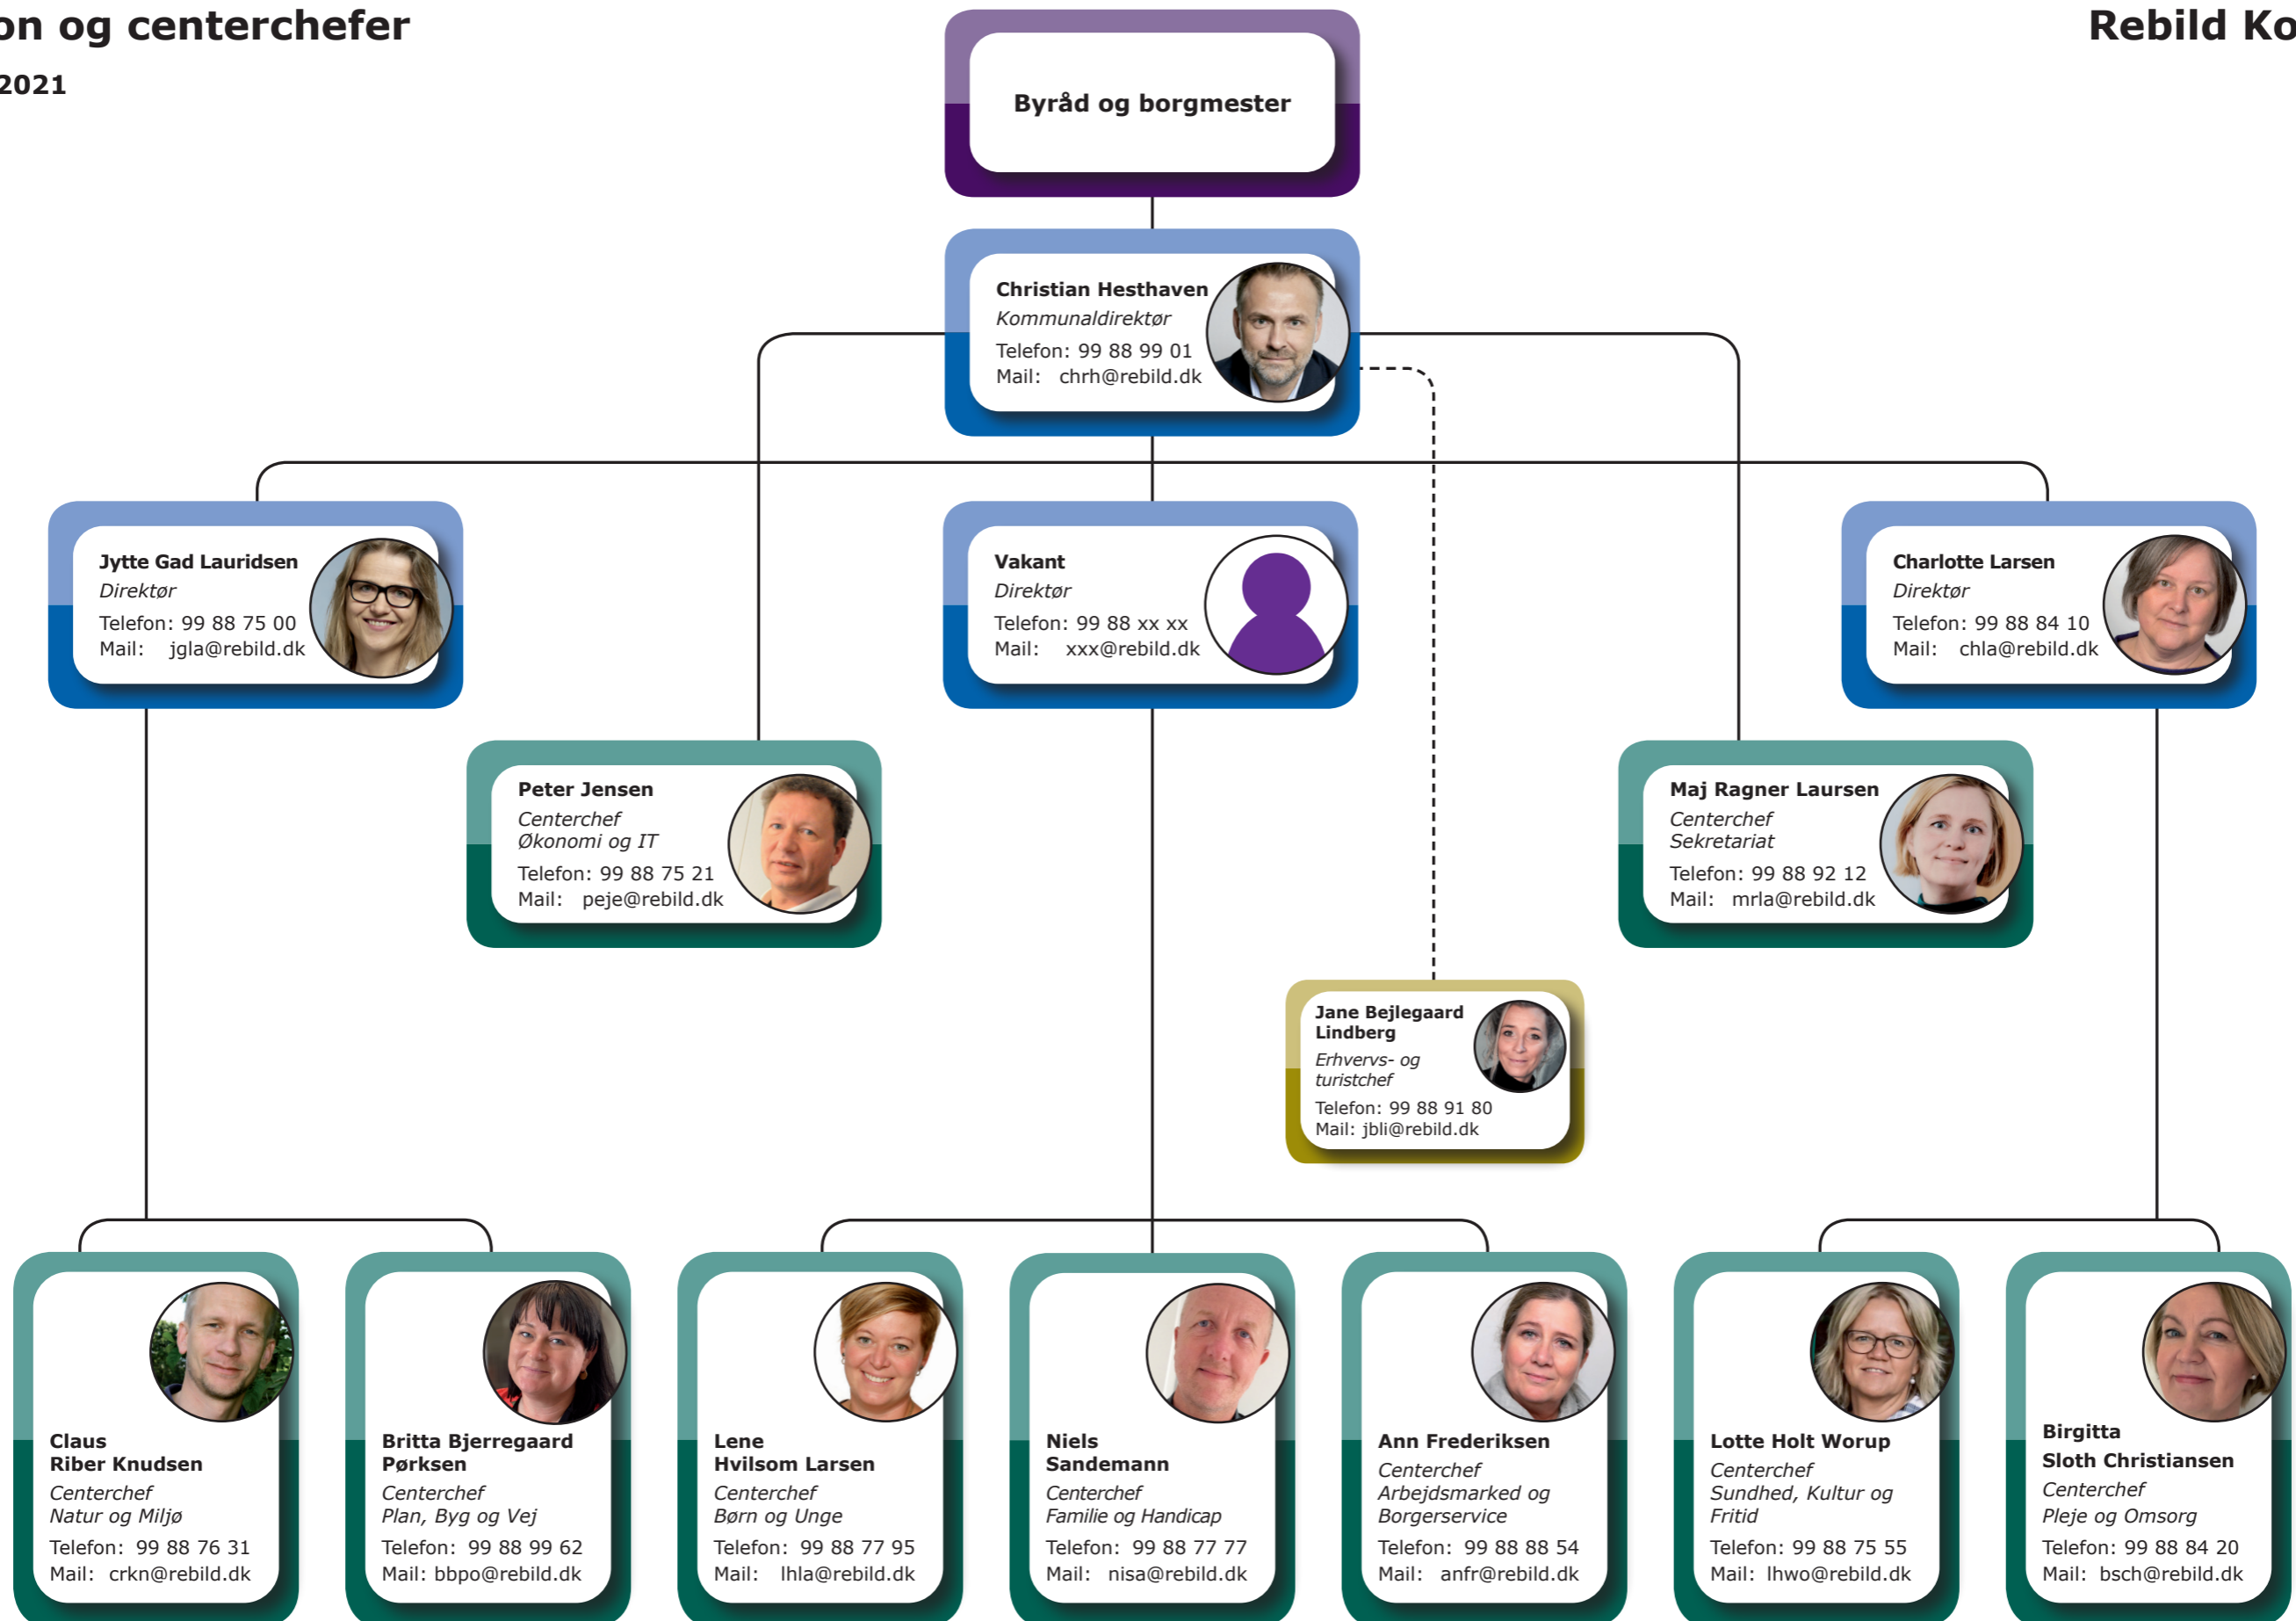 on og centerchefer
Rebild Ko
2021
Byråd og borgmester
Christian Hesthaven
Kommunaldirektør
Telefon: 99 88 99 01
Mail: chrh@rebild.dk
Jytte Gad Lauridsen
Direktør
Telefon: 99 88 75 00
Mail: jgla@rebild.dk
Vakant
Direktør
Telefon: 99 88 xx xx
Mail: xxx@rebild.dk
Charlotte Larsen
Direktør
Telefon: 99 88 84 10
Mail: chla@rebild.dk
Peter Jensen
Centerchef
Økonomi og IT
Telefon: 99 88 75 21
Mail: peje@rebild.dk
Maj Ragner Laursen
Centerchef
Sekretariat
Telefon: 99 88 92 12
Mail: mrla@rebild.dk
Jane Bejlegaard
Lindberg
Erhvervs- og
turistchef
Telefon: 99 88 91 80
Mail: jbli@rebild.dk
Claus
Riber Knudsen
Centerchef
Natur og Miljø
Telefon: 99 88 76 31
Mail: crkn@rebild.dk
Britta Bjerregaard
Pørksen
Centerchef
Plan, Byg og Vej
Telefon: 99 88 99 62
Mail: bbpo@rebild.dk
Lene
Hvilsom Larsen
Centerchef
Børn og Unge
Telefon: 99 88 77 95
Mail: lhla@rebild.dk
Niels
Sandemann
Centerchef
Familie og Handicap
Telefon: 99 88 77 77
Mail: nisa@rebild.dk
Ann Frederiksen
Centerchef
Arbejdsmarked og
Borgerservice
Telefon: 99 88 88 54
Mail: anfr@rebild.dk
Lotte Holt Worup
Centerchef
Sundhed, Kultur og
Fritid
Telefon: 99 88 75 55
Mail: lhwo@rebild.dk
Birgitta
Sloth Christiansen
Centerchef
Pleje og Omsorg
Telefon: 99 88 84 20
Mail: bsch@rebild.dk